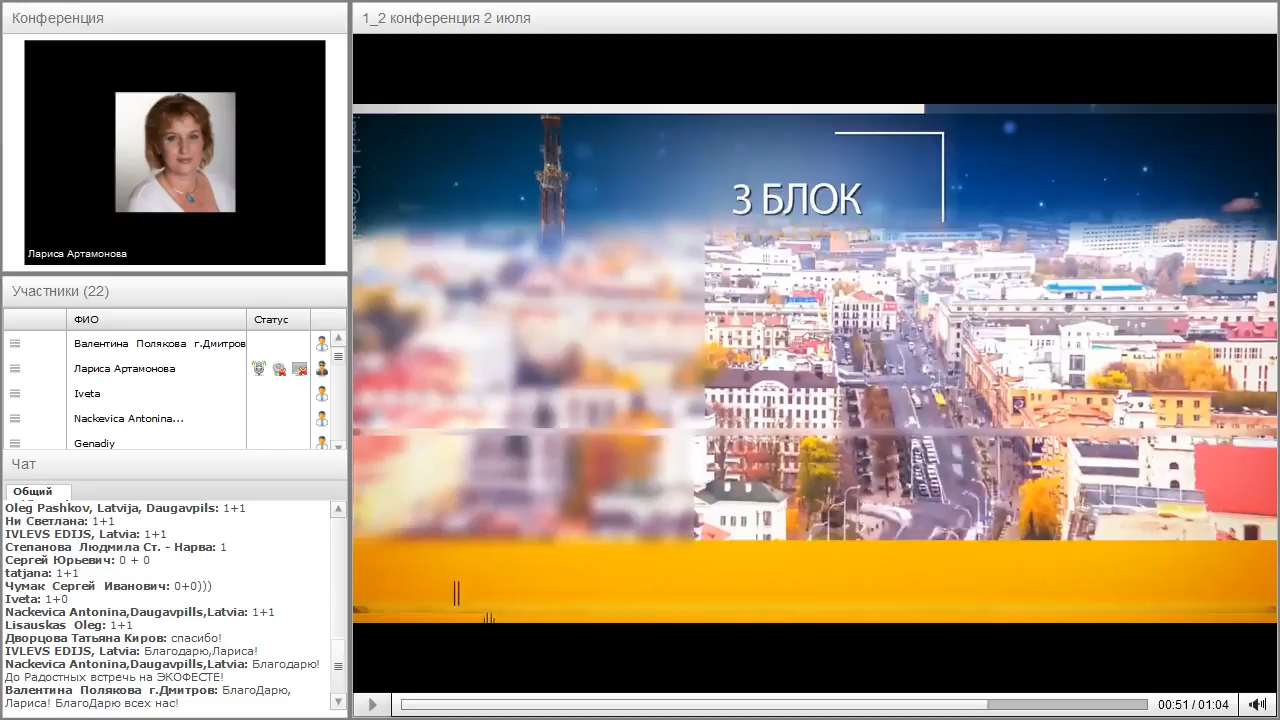 Конференция
Лариса Артамонова
Участники (22)
ФИО
Статус
Валентина Полякова г.Дмитров
Лариса Артамонова
Iveta
Nackevica Antonina...
Genadiy
Чат
Общий
Oleg Pashkov, Latvija, Daugavpils: 1+1
Ни Светлана: 1+1
IVLEVS EDIJS, Latvia: 1+1
Степанова Людмила Ст. - Нарва: 1
Сергей Юрьевич: 0 + 0
tatjana: 1+1
Чумак Сергей Иванович: 0+0)))
Iveta: 1+0
Nackevica Antonina,Daugavpills,Latvia: 1+1
Lisauskas Oleg: 1+1
Дворцова Татьяна Киров: спасибо!
IVLEVS EDIJS, Latvia: Благодарю,Лариса!
Nackevica Antonina,Daugavpills,Latvia: Благодарю!
До Радостных встречь на ЭКОФЕСТЕ!
Валентина Полякова г.Дмитров: БлагоДарю,
Лариса! БлягоДарю всех нас!
1_2 конференция 2 июля
3 БЛОК
00:51 / 01:04